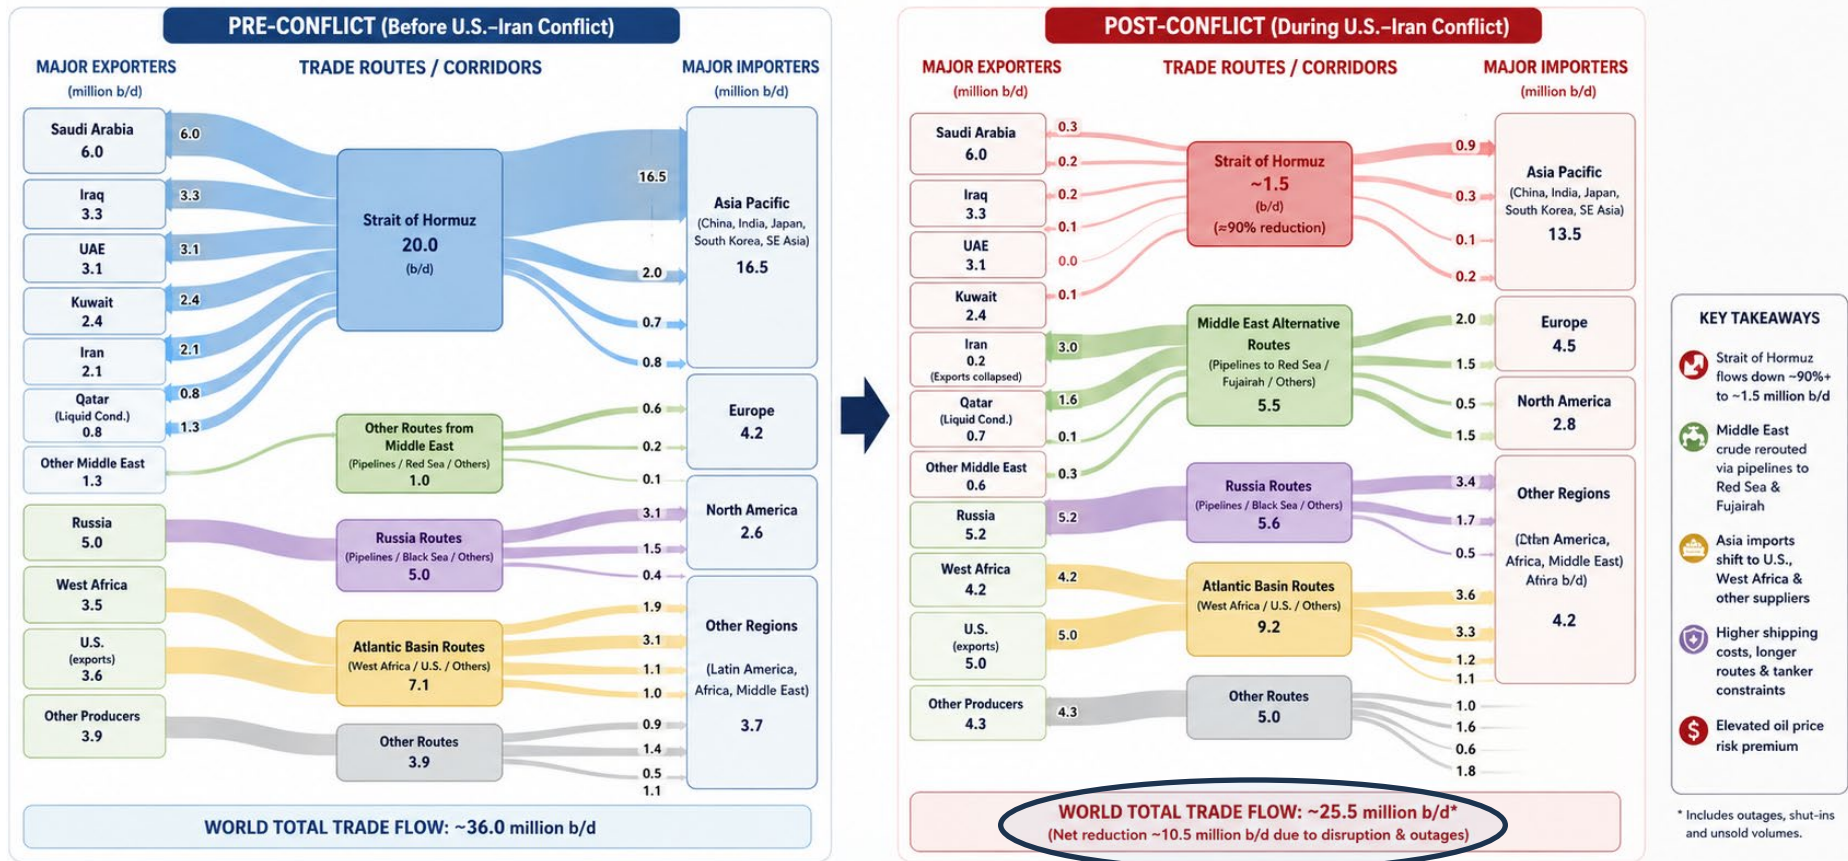 PRE-CONFLICT (Before U.S.–Iran Conflict)
MAJOR EXPORTERS
(million b/d)
TRADE ROUTES / CORRIDORS
MAJOR IMPORTERS
(million b/d)
Saudi Arabia
6.0
Iraq
3.3
UAE
3.1
Kuwait
2.4
Iran
2.1
Qatar
(Liquid Cond.)
0.8
Other Middle East
1.3
Russia
5.0
West Africa
3.5
U.S.
(exports)
3.6
Other Producers
3.9
6.0
3.3
3.1
2.4
2.1
0.8
1.3
Strait of Hormuz
20.0
(b/d)
Other Routes from
Middle East
(Pipelines / Red Sea / Others)
1.0
Russia Routes
(Pipelines / Black Sea / Others)
5.0
Atlantic Basin Routes
(West Africa / U.S. / Others)
7.1
Other Routes
3.9
16.5
2.0
0.7
0.8
0.6
0.2
0.1
3.1
1.5
0.4
1.9
3.1
1.1
1.0
0.9
1.4
0.5
1.1
Asia Pacific
(China, India, Japan,
South Korea, SE Asia)
16.5
Europe
4.2
North America
2.6
Other Regions
(Latin America,
Africa, Middle East)
3.7
WORLD TOTAL TRADE FLOW: ~36.0 million b/d
POST-CONFLICT (During U.S.–Iran Conflict)
MAJOR EXPORTERS
(million b/d)
TRADE ROUTES / CORRIDORS
MAJOR IMPORTERS
(million b/d)
Saudi Arabia
6.0
Iraq
3.3
UAE
3.1
Kuwait
2.4
Iran
0.2
(Exports collapsed)
Qatar
(Liquid Cond.)
0.7
Other Middle East
0.6
Russia
5.2
West Africa
4.2
U.S.
(exports)
5.0
Other Producers
4.3
0.3
0.2
0.2
0.1
0.0
0.1
3.0
1.6
0.1
0.3
5.2
4.2
5.0
4.3
Strait of Hormuz
~1.5
(b/d)
(≈90% reduction)
Middle East Alternative
Routes
(Pipelines to Red Sea /
Fujairah / Others)
5.5
Russia Routes
(Pipelines / Black Sea / Others)
5.6
Atlantic Basin Routes
(West Africa / U.S. / Others)
9.2
Other Routes
5.0
0.9
0.3
0.1
0.2
2.0
1.5
0.5
1.5
3.4
1.7
0.5
3.6
3.3
1.2
1.1
1.0
1.6
0.6
1.8
Asia Pacific
(China, India, Japan,
South Korea, SE Asia)
13.5
Europe
4.5
North America
2.8
Other Regions
America,
Africa, Middle East)
b/d)
4.2
WORLD TOTAL TRADE FLOW: ~25.5 million b/d*
(Net reduction ~10.5 million b/d due to disruption & outages)
KEY TAKEAWAYS
Strait of Hormuz
flows down ~90%+
to ~1.5 million b/d
Middle East
crude rerouted
via pipelines to
Red Sea &
Fujairah
Asia imports
shift to U.S.,
West Africa &
other suppliers
Higher shipping
costs, longer
routes & tanker
constraints
$
Elevated oil price
risk premium
* Includes outages, shut-ins
and unsold volumes.